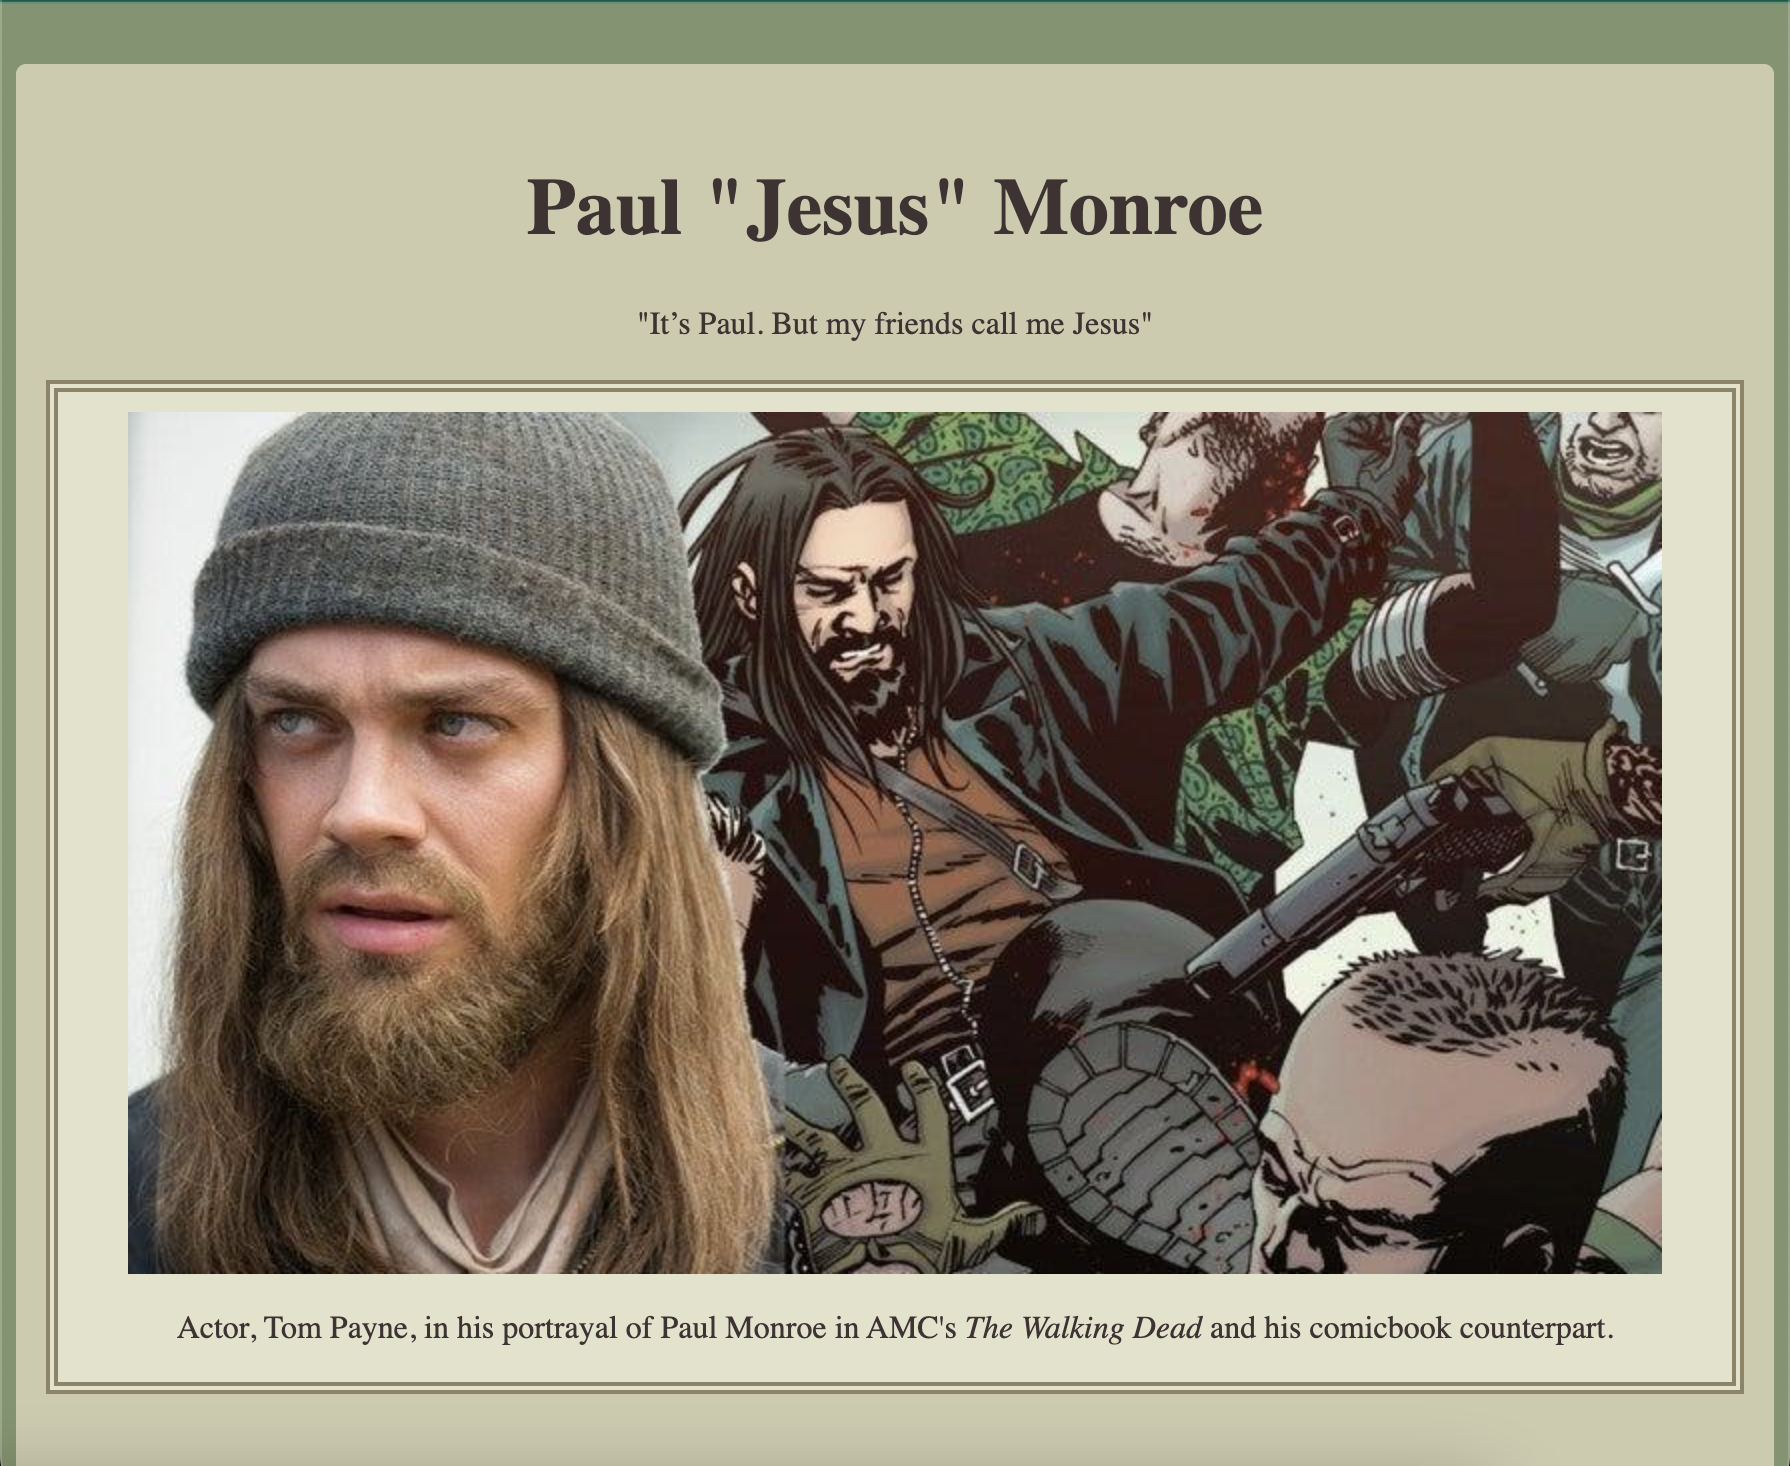 Paul "Jesus" Monroe
"It’s Paul. But my friends call me Jesus"
Actor, Tom Payne, in his portrayal of Paul Monroe in AMC's The Walking Dead and his comicbook counterpart.